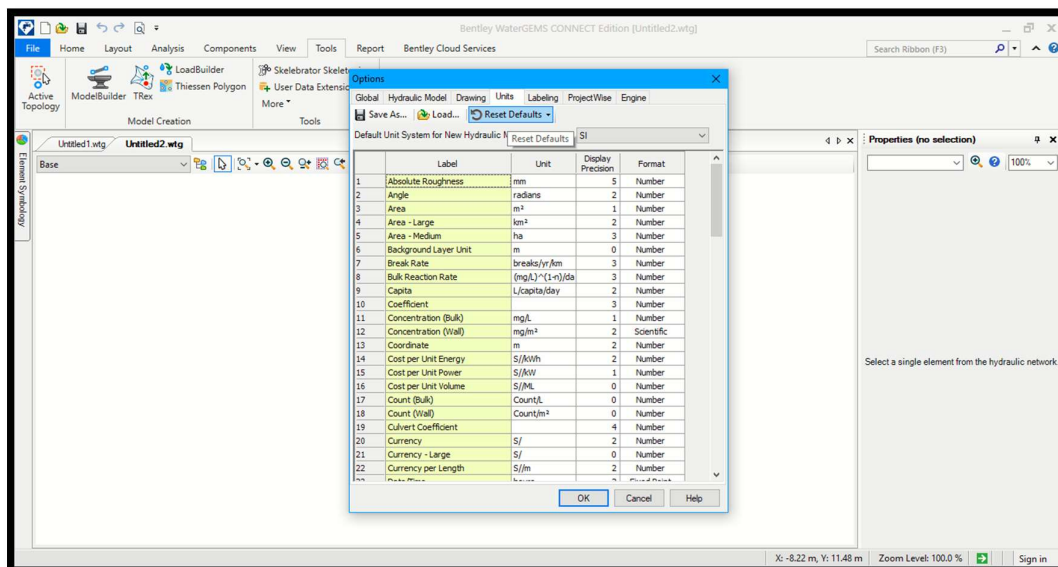 Bentley WaterGEMS CONNECT Edition [Untitled2.wtg]
File Home Layout Analysis Components View Tools Report Bentley Cloud Services Search Ribbon (F3)
Active Topology
ModelBuilder
TRex
LoadBuilder
Thiessen Polygon
Model Creation
Skelebrator Skelet
User Data Extensio
More
Tools
Untitled1.wtg Untitled2.wtg
Base
Element Symbology
Options
Global Hydraulic Model Drawing Units Labeling ProjectWise Engine
Save As... Load... Reset Defaults
Default Unit System for New Hydraulic M SI
Reset Defaults
Label Unit Display Precision Format
1 Absolute Roughness mm 5 Number
2 Angle radians 2 Number
3 Area m² 1 Number
4 Area - Large km² 2 Number
5 Area - Medium ha 3 Number
6 Background Layer Unit m 0 Number
7 Break Rate breaks/yr/km 3 Number
8 Bulk Reaction Rate (mg/L)^(1-n)/da 3 Number
9 Capita L/capita/day 2 Number
10 Coefficient 3 Number
11 Concentration (Bulk) mg/L 1 Number
12 Concentration (Wall) mg/m² 2 Scientific
13 Coordinate m 2 Number
14 Cost per Unit Energy S//kWh 2 Number
15 Cost per Unit Power S//kW 1 Number
16 Cost per Unit Volume S//ML 0 Number
17 Count (Bulk) Count/L 0 Number
18 Count (Wall) Count/m² 0 Number
19 Culvert Coefficient 4 Number
20 Currency S/ 2 Number
21 Currency - Large S/ 0 Number
22 Currency per Length S//m 2 Number
OK Cancel Help
Properties (no selection)
100%
Select a single element from the hydraulic network
X: -8.22 m, Y: 11.48 m Zoom Level: 100.0 % Sign in